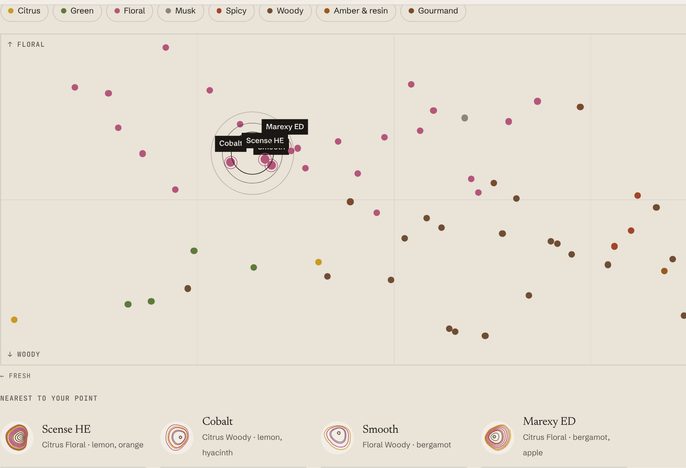 Citrus
Green
Floral
Musk
Spicy
Woody
Amber & resin
Gourmand
↑ FLORAL
Marexy ED
Scense HE
Cobalt
↓ WOODY
← FRESH
NEAREST TO YOUR POINT
Scense HE
Citrus Floral · lemon, orange
Cobalt
Citrus Woody · lemon,
hyacinth
Smooth
Floral Woody · bergamot
Marexy ED
Citrus Floral · bergamot,
apple